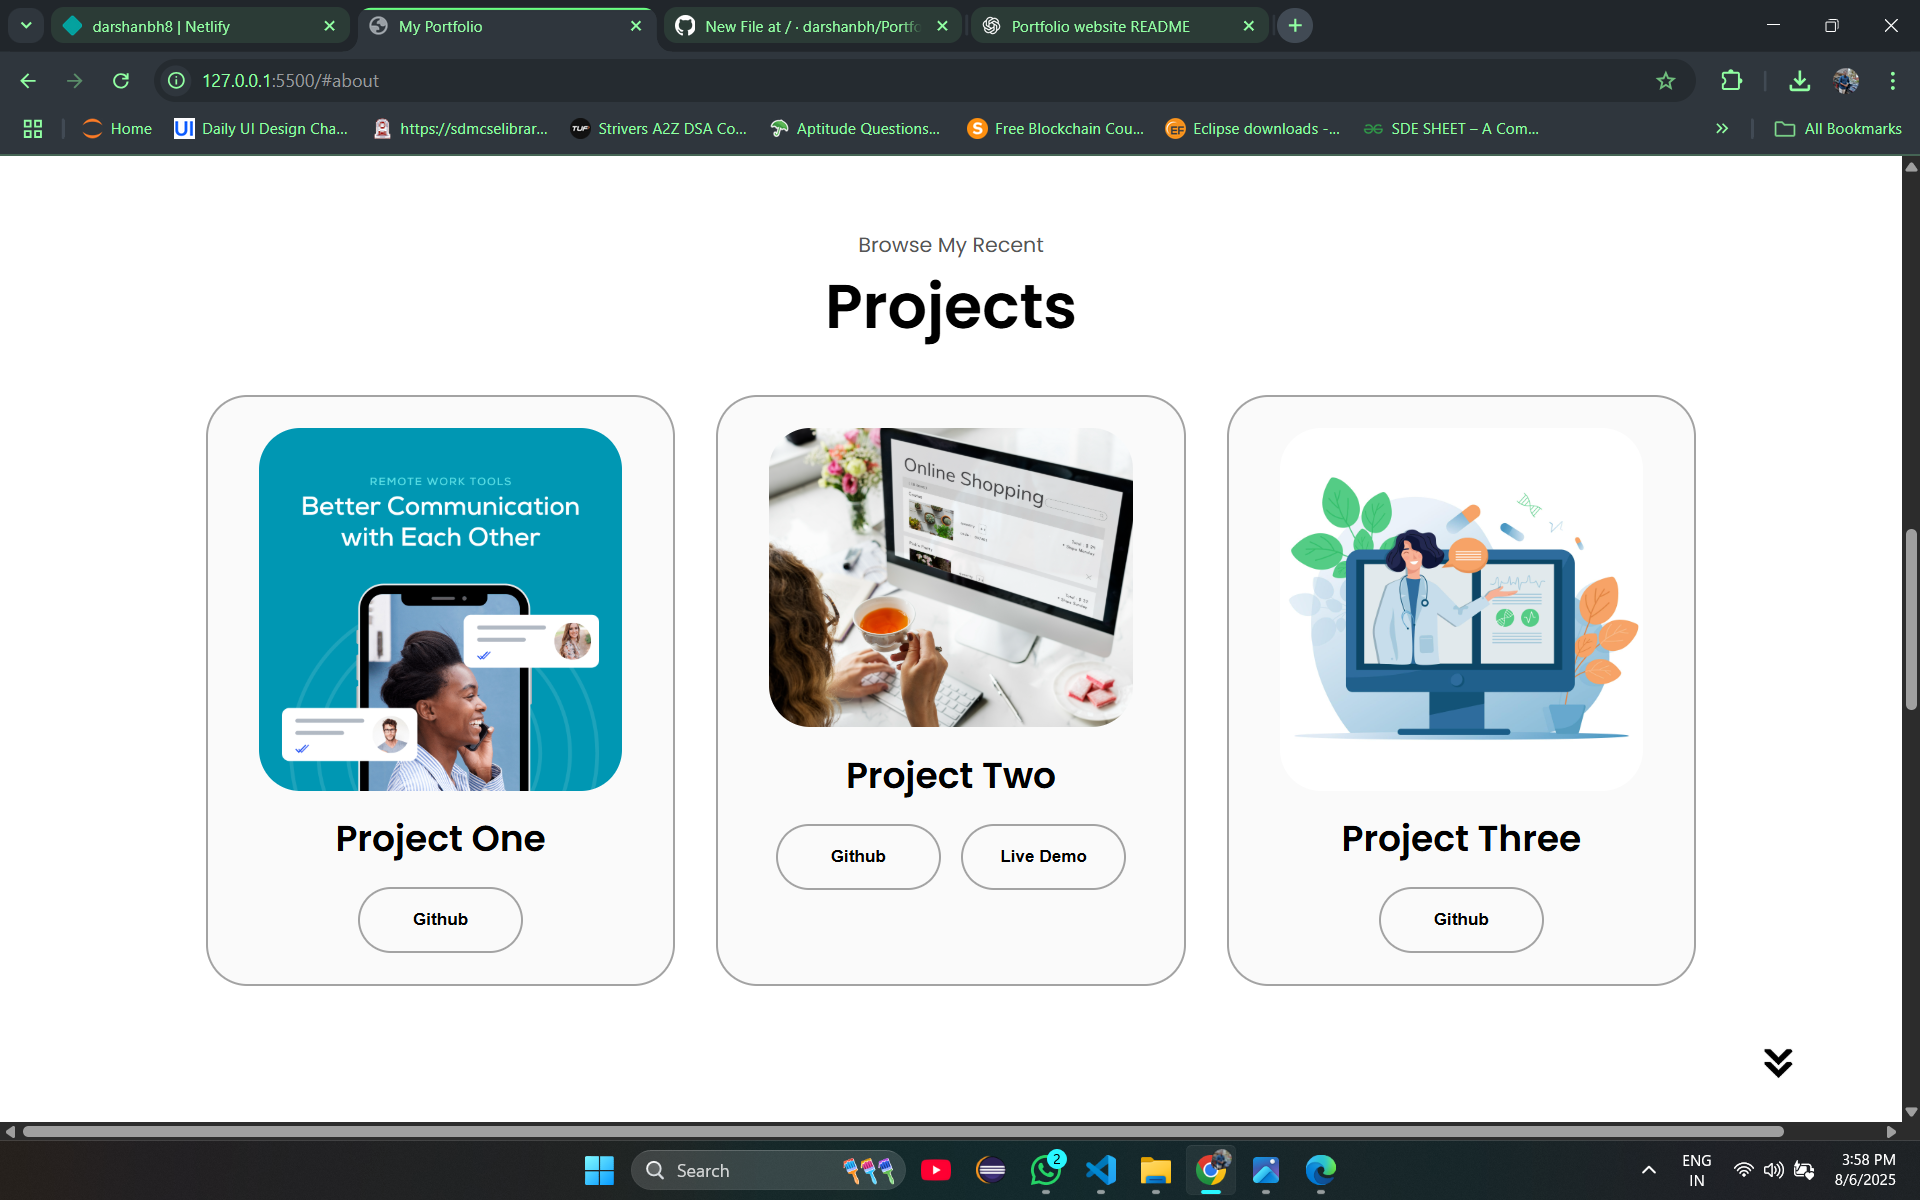 darshanbh8 | Netlify
My Portfolio
New File at / · darshanbh/Portfo
Portfolio website README
127.0.0.1:5500/#about
Home
Daily UI Design Cha...
https://sdmcselibrar...
Strivers A2Z DSA Co...
Aptitude Questions...
Free Blockchain Cou...
Eclipse downloads -...
SDE SHEET – A Com...
All Bookmarks
Browse My Recent
Projects
REMOTE WORK TOOLS
Better Communication
with Each Other
Project One
Github
Online Shopping
Project Two
Github
Live Demo
Project Three
Github
Search
2
ENG
IN
3:58 PM
8/6/2025